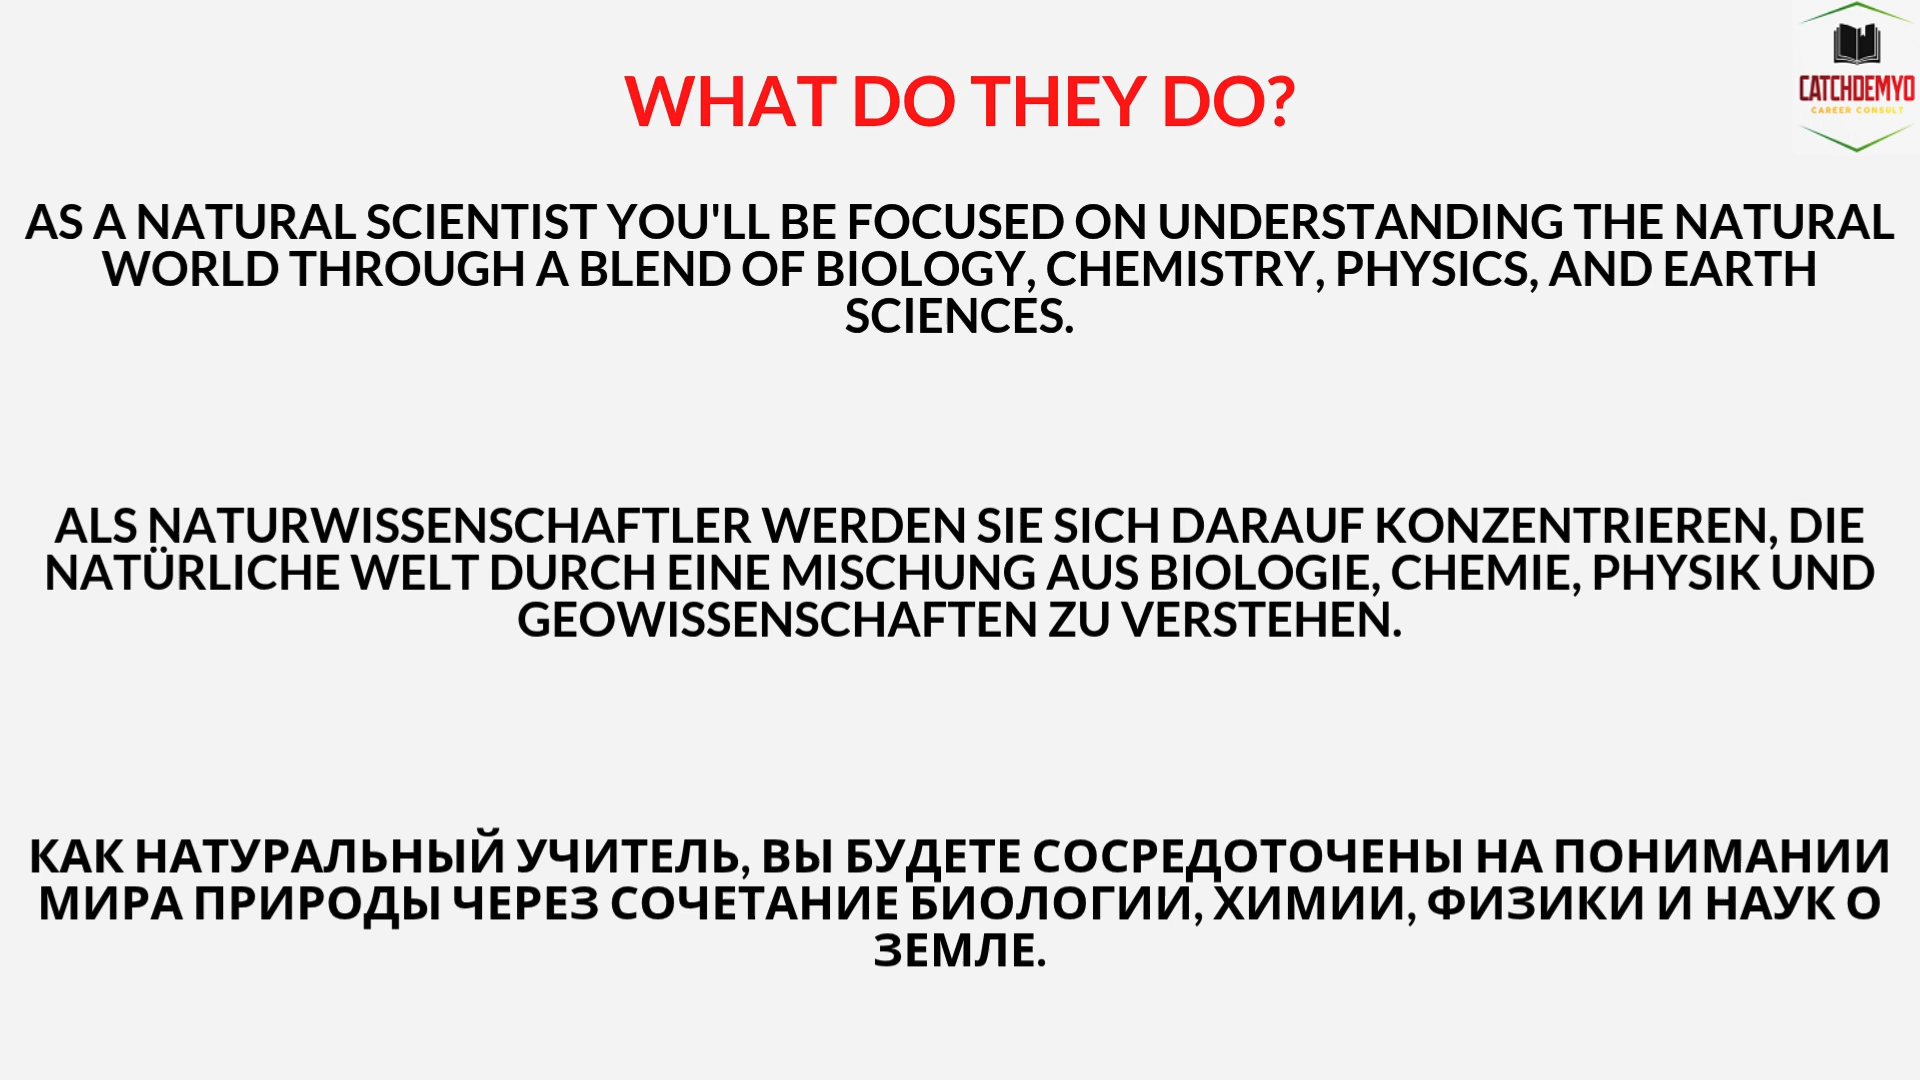 WHAT DO THEY DO?
CATCHDEMYO
CAREER CONSULT
AS A NATURAL SCIENTIST YOU'LL BE FOCUSED ON UNDERSTANDING THE NATURAL
WORLD THROUGH A BLEND OF BIOLOGY, CHEMISTRY, PHYSICS, AND EARTH
SCIENCES.
ALS NATURWISSENSCHAFTLER WERDEN SIE SICH DARAUF KONZENTRIEREN, DIE
NATÜRLICHE WELT DURCH EINE MISCHUNG AUS BIOLOGIE, CHEMIE, PHYSIK UND
GEOWISSENSCHAFTEN ZU VERSTEHEN.
КАК НАТУРАЛЬНЫЙ УЧИТЕЛЬ, ВЫ БУДЕТЕ СОСРЕДОТОЧЕНЫ НА ПОНИМАНИИ
МИРА ПРИРОДЫ ЧЕРЕЗ СОЧЕТАНИЕ БИОЛОГИИ, ХИМИИ, ФИЗИКИ И НАУК О
ЗЕМЛЕ.